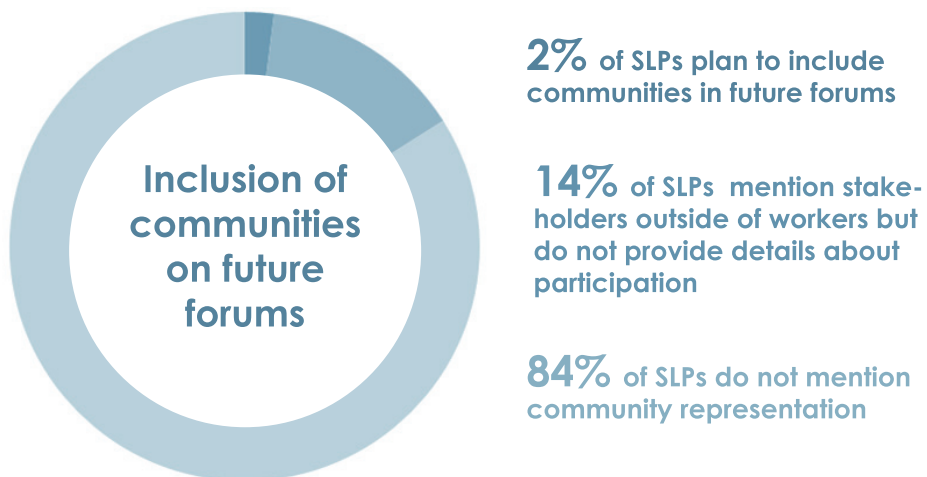 Inclusion of
communities
on future
forums
2% of SLPs plan to include
communities in future forums
14% of SLPs mention stake-
holders outside of workers but
do not provide details about
participation
84% of SLPs do not mention
community representation